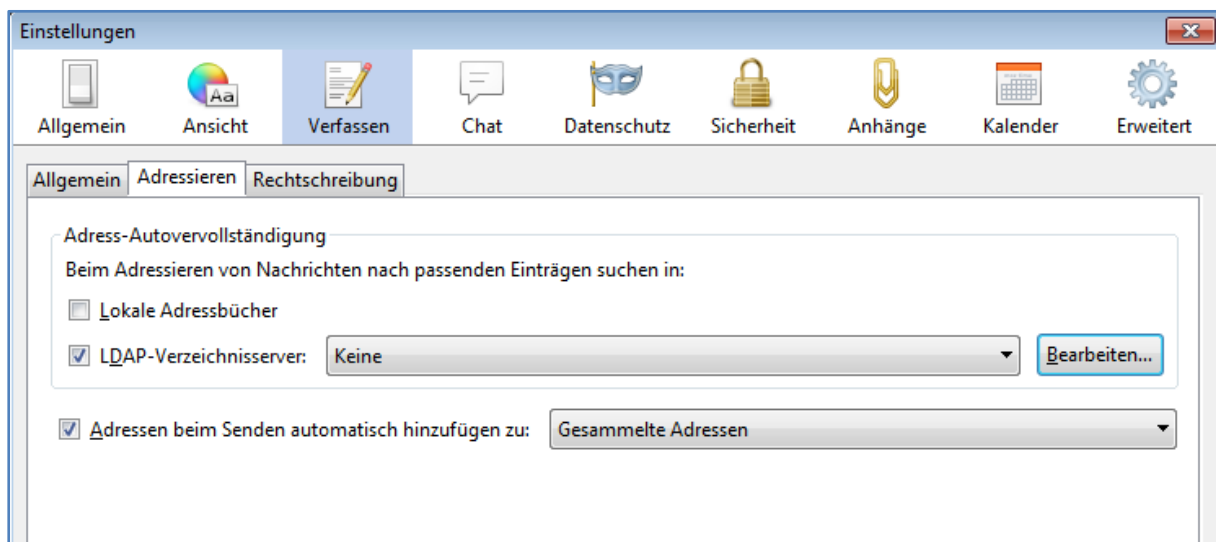 Einstellungen
Aa
Allgemein Ansicht Verfassen Chat Datenschutz Sicherheit Anhänge Kalender Erweitert
Allgemein Adressieren Rechtschreibung
Adress-Autovervollständigung
Beim Adressieren von Nachrichten nach passenden Einträgen suchen in:
Lokale Adressbücher
LDAP-Verzeichnisserver: Keine Bearbeiten...
Adressen beim Senden automatisch hinzufügen zu: Gesammelte Adressen